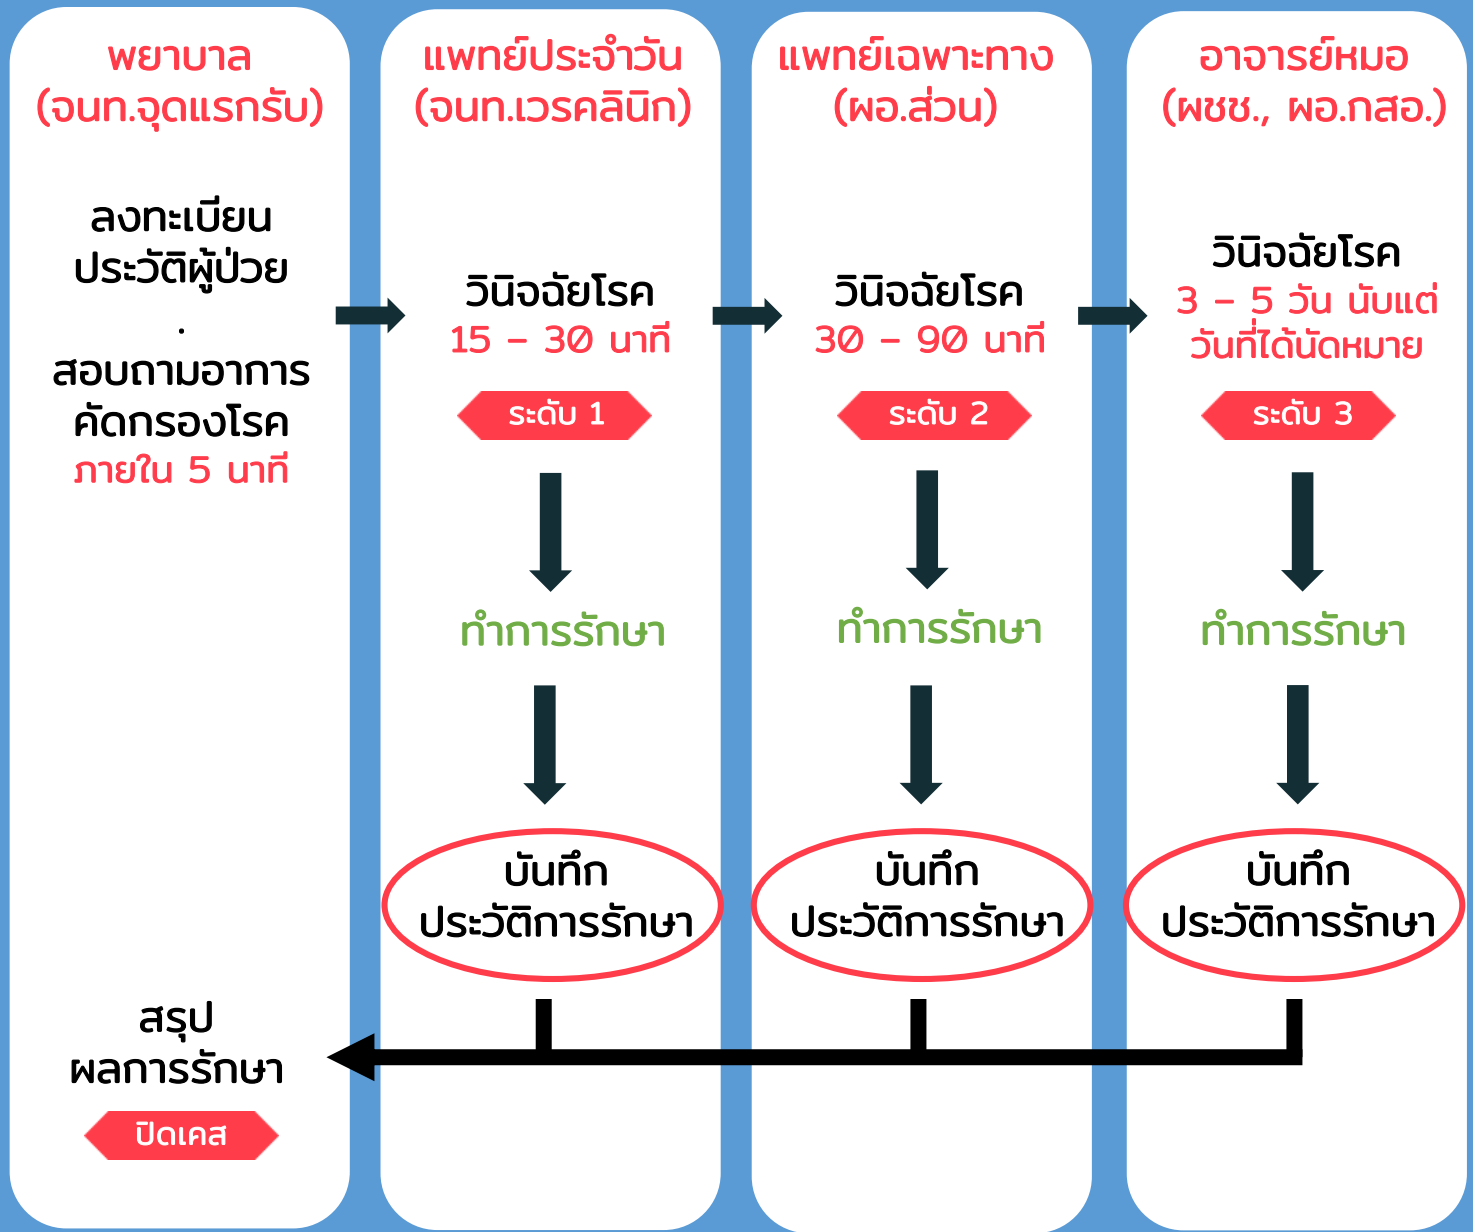 พยาบาล
(จนท.จุดแรกรับ)
ลงทะเบียน
ประวัติผู้ป่วย
.
สอบถามอาการ
คัดกรองโรค
ภายใน 5 นาที
สรุป
ผลการรักษา
ปิดเคส
แพทย์ประจำวัน
(จนท.เวรคลินิก)
วินิจฉัยโรค
15 – 30 นาที
ระดับ 1
ทำการรักษา
บันทึก
ประวัติการรักษา
แพทย์เฉพาะทาง
(ผอ.ส่วน)
วินิจฉัยโรค
30 – 90 นาที
ระดับ 2
ทำการรักษา
บันทึก
ประวัติการรักษา
อาจารย์หมอ
(ผชช., ผอ.กสอ.)
วินิจฉัยโรค
3 – 5 วัน นับแต่
วันที่ได้นัดหมาย
ระดับ 3
ทำการรักษา
บันทึก
ประวัติการรักษา